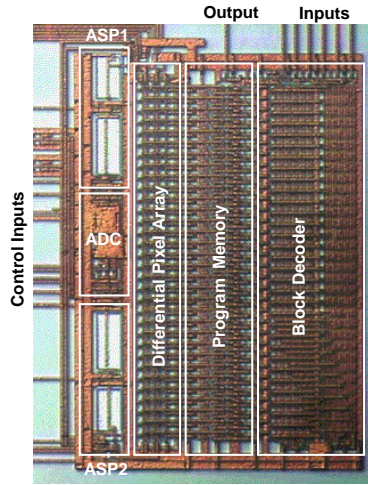 Output Inputs
ASP1
Control Inputs
ADC
Differential Pixel Array
Program Memory
Block Decoder
ASP2